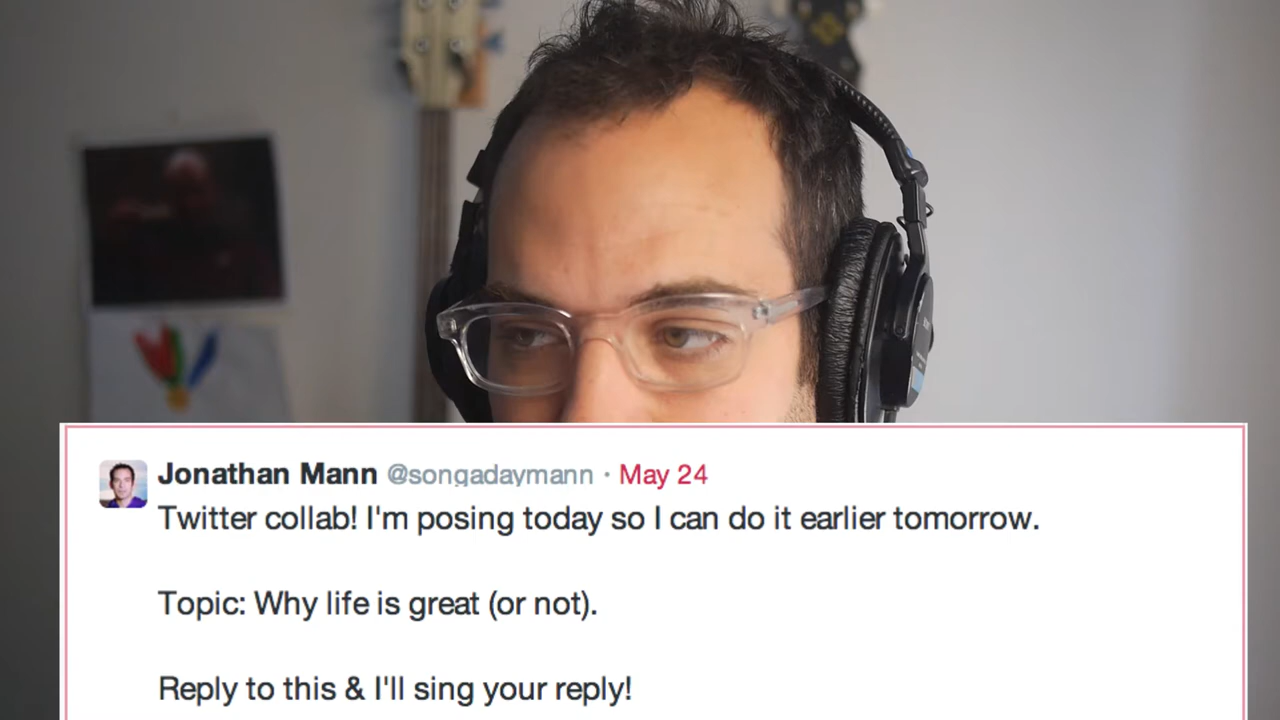 Jonathan Mann @songadaymann · May 24
Twitter collab! I'm posing today so I can do it earlier tomorrow.
Topic: Why life is great (or not).
Reply to this & I'll sing your reply!